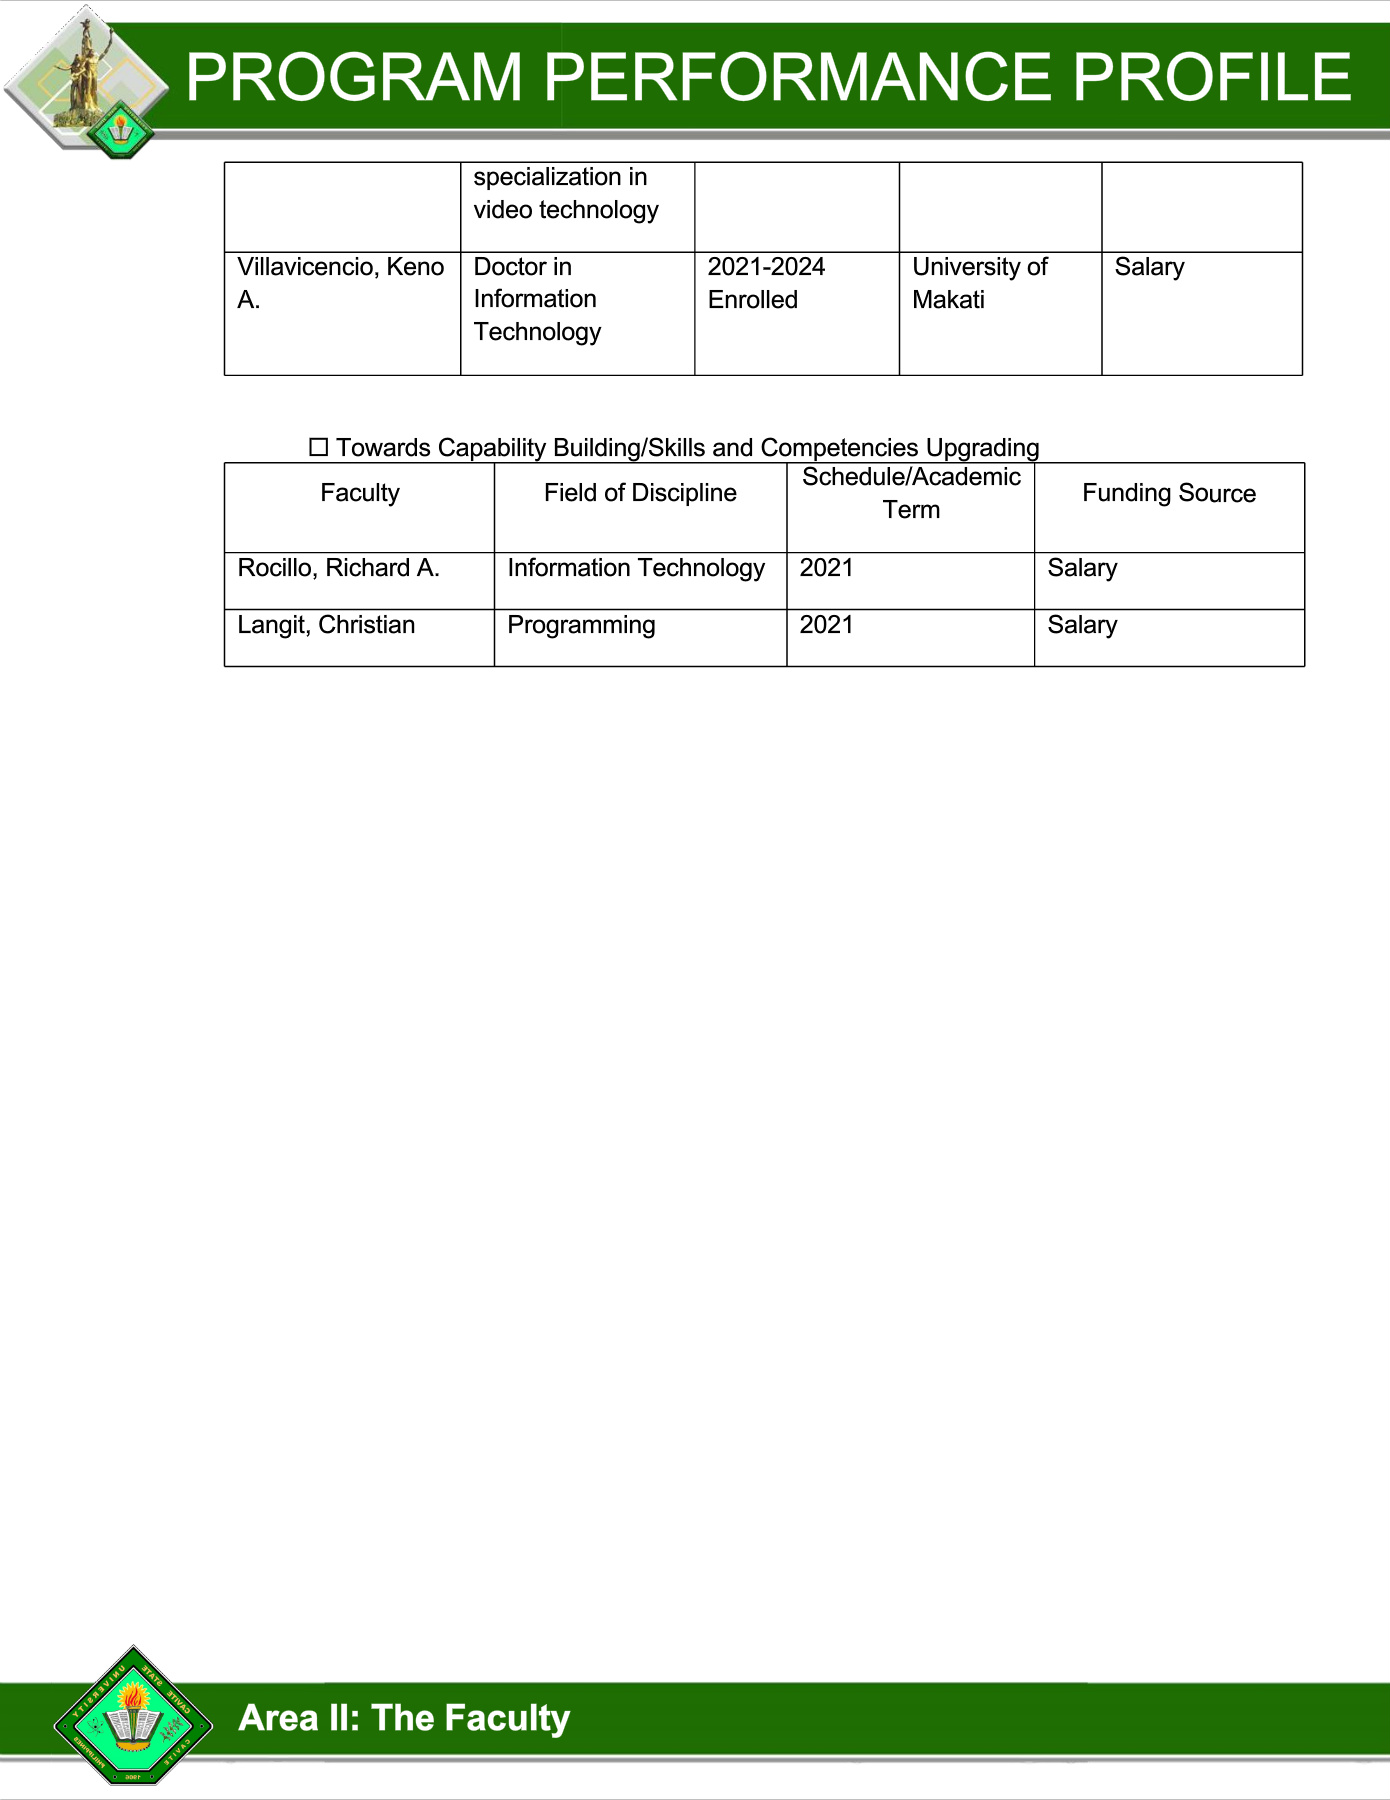 PROGRAM PERFORMANCE PROFILE
specialization in
video technology
Villavicencio, Keno
A.
Doctor in
Information
Technology
2021-2024
Enrolled
University of
Makati
Salary
☐ Towards Capability Building/Skills and Competencies Upgrading
Faculty
Field of Discipline
Schedule/Academic
Term
Funding Source
Rocillo, Richard A.
Information Technology
2021
Salary
Langit, Christian
Programming
2021
Salary
CAVITE STATE UNIVERSITY
CAVITE
PHILIPPINES
1906
Area II: The Faculty